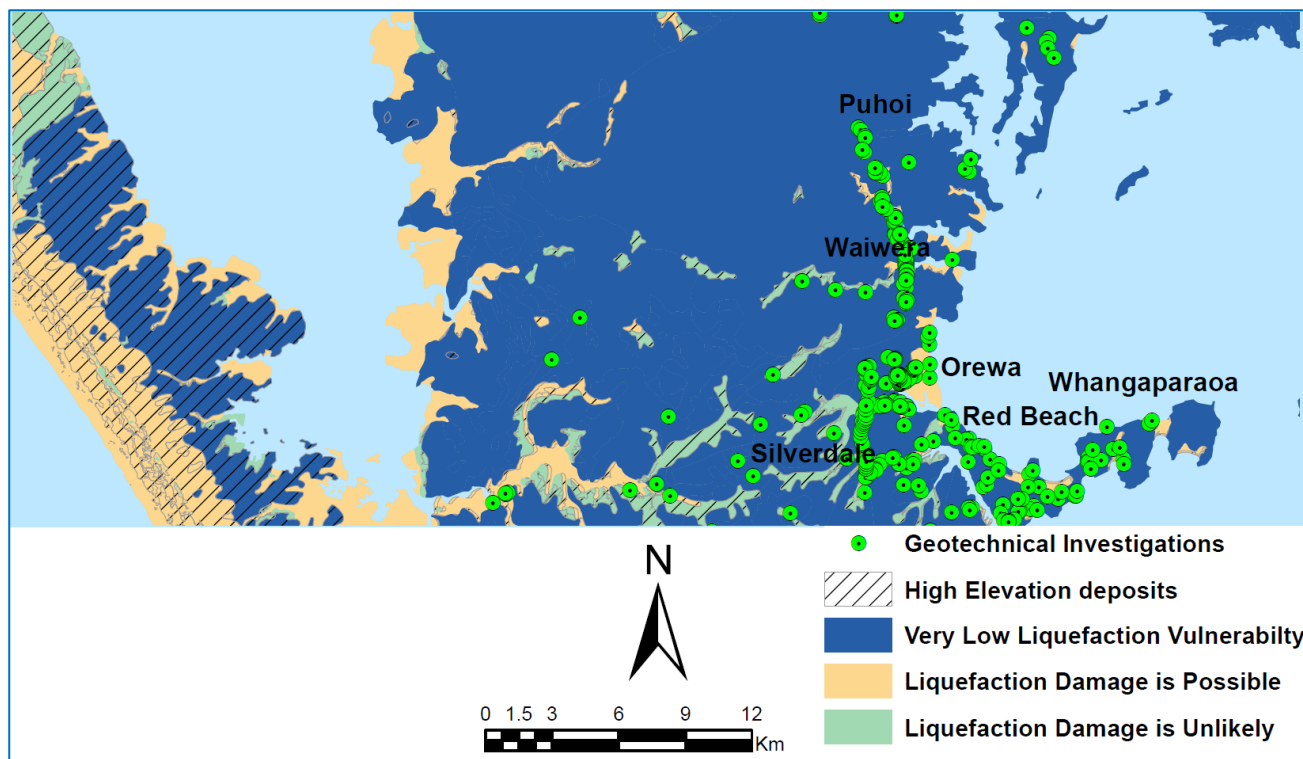 Puhoi
Waiwera
Orewa
Whangaparaoa
Red Beach
Silverdale
Geotechnical Investigations
N
High Elevation deposits
Very Low Liquefaction Vulnerabilty
Liquefaction Damage is Possible
0 1.5 3 6 9 12
Liquefaction Damage is Unlikely
Km